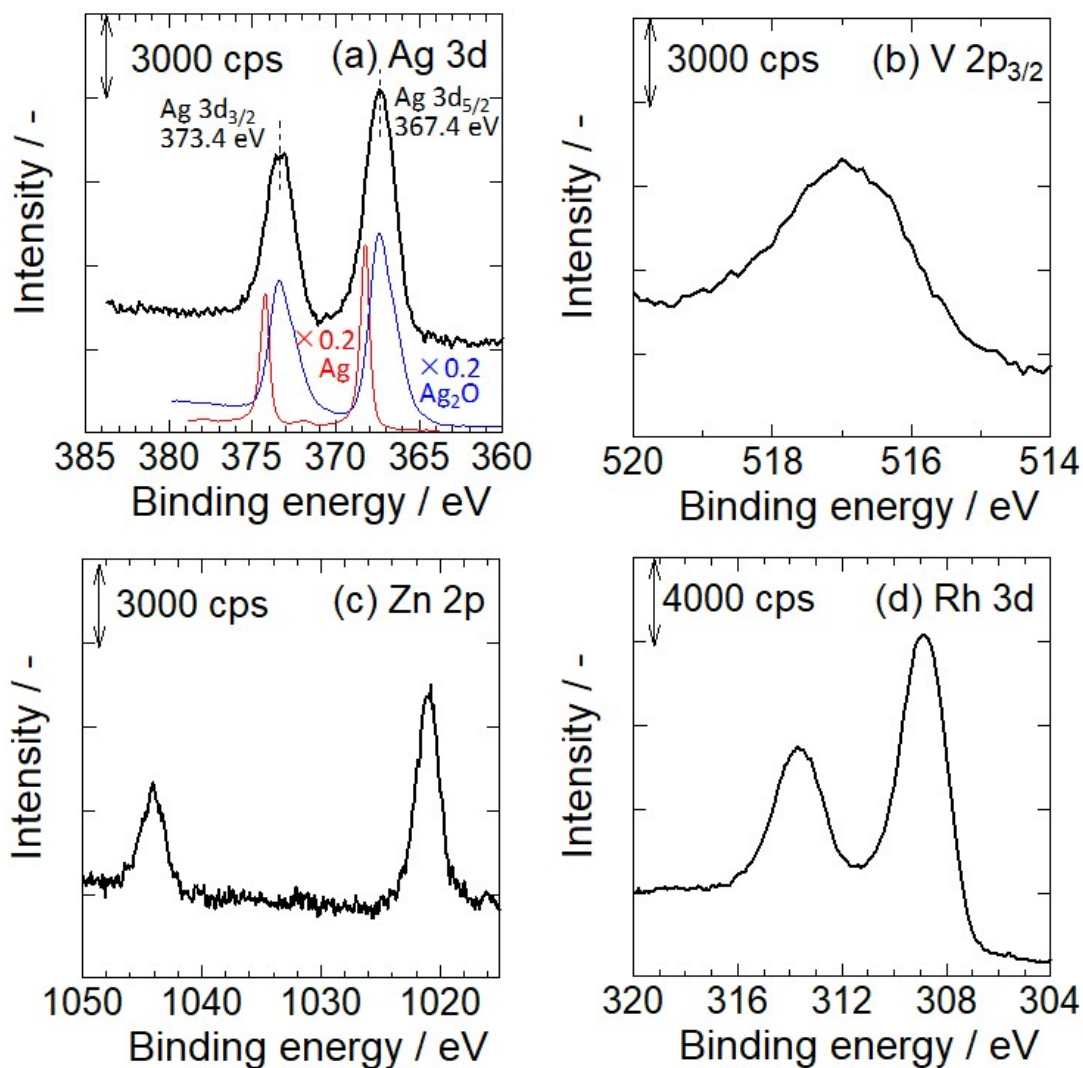 3000 cps
(a) Ag 3d
Ag 3d3/2
373.4 eV
Ag 3d5/2
367.4 eV
× 0.2
Ag
× 0.2
Ag2O
Intensity / -
385 380 375 370 365 360
Binding energy / eV
3000 cps
(b) V 2p3/2
Intensity / -
520 518 516 514
Binding energy / eV
3000 cps
(c) Zn 2p
Intensity / -
1050 1040 1030 1020
Binding energy / eV
4000 cps
(d) Rh 3d
Intensity / -
320 316 312 308 304
Binding energy / eV